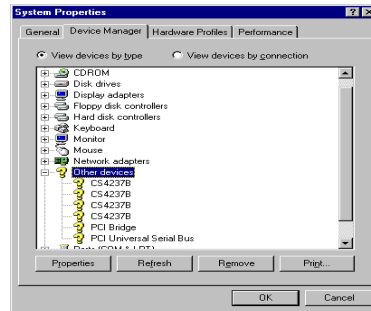 System Properties
General Device Manager Hardware Profiles Performance
View devices by type View devices by connection
CDROM
Disk drives
Display adapters
Floppy disk controllers
Hard disk controllers
Keyboard
Monitor
Mouse
Network adapters
Other devices
CS4237B
CS4237B
CS4237B
CS4237B
PCI Bridge
PCI Universal Serial Bus
Ports (COM & LPT)
Properties Refresh Remove Print...
OK Cancel